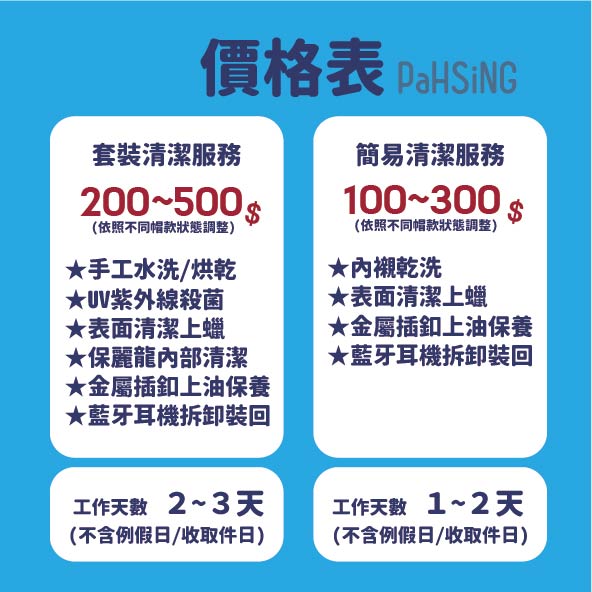 價格表 PaHSiNG
套裝清潔服務
200~500$
(依照不同帽款狀態調整)
★手工水洗/烘乾
★UV紫外線殺菌
★表面清潔上蠟
★保麗龍內部清潔
★金屬插釦上油保養
★藍牙耳機拆卸裝回
工作天數 2~3天
(不含例假日/收取件日)
簡易清潔服務
100~300$
(依照不同帽款狀態調整)
★內襯乾洗
★表面清潔上蠟
★金屬插釦上油保養
★藍牙耳機拆卸裝回
工作天數 1~2天
(不含例假日/收取件日)